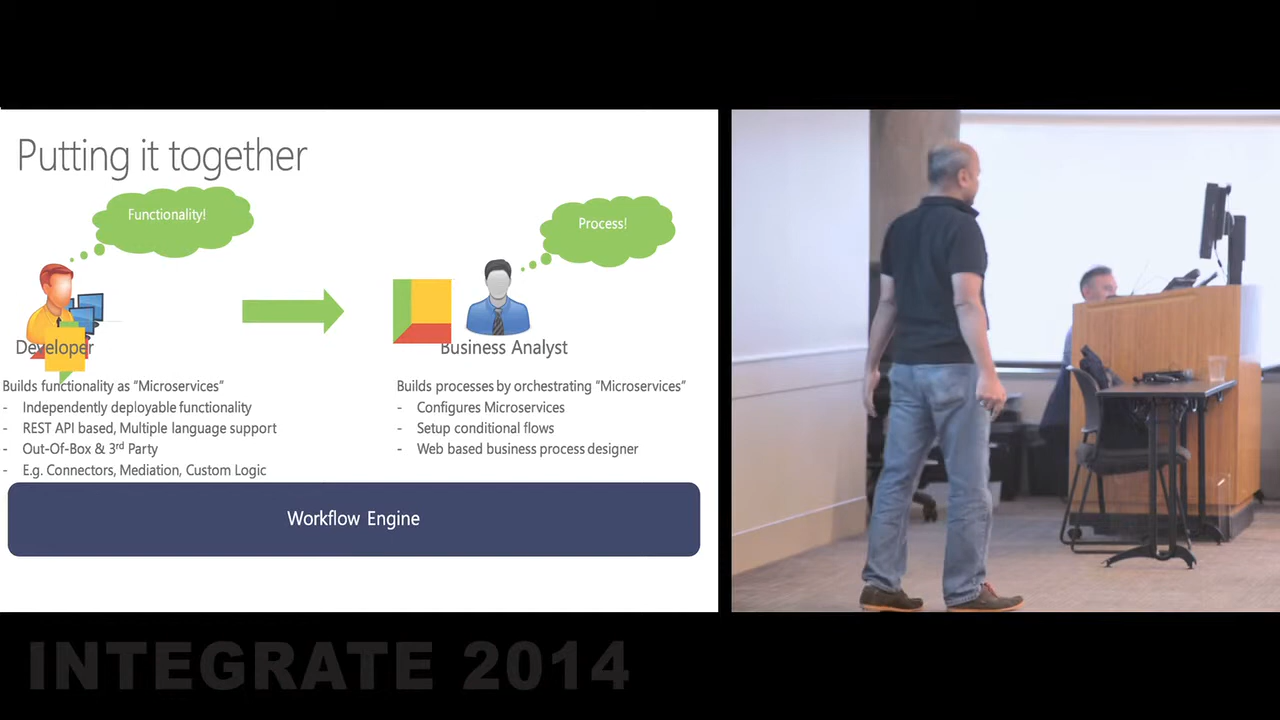 Putting it together
Functionality!
Process!
Developer
Business Analyst
Builds functionality as “Microservices”
- Independently deployable functionality
- REST API based, Multiple language support
- Out-Of-Box & 3rd Party
- E.g. Connectors, Mediation, Custom Logic
Builds processes by orchestrating “Microservices”
- Configures Microservices
- Setup conditional flows
- Web based business process designer
Workflow Engine
INTEGRATE 2014